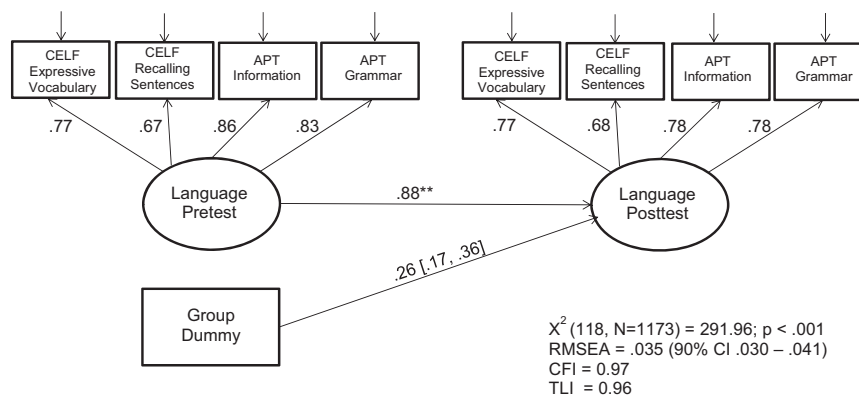 CELF
Expressive
Vocabulary
CELF
Recalling
Sentences
APT
Information
APT
Grammar
CELF
Expressive
Vocabulary
CELF
Recalling
Sentences
APT
Information
APT
Grammar
.77
.67
.86
.83
.77
.68
.78
.78
Language
Pretest
.88**
Language
Posttest
.26 [.17, .36]
Group
Dummy
X² (118, N=1173) = 291.96; p < .001
RMSEA = .035 (90% CI .030 – .041)
CFI = 0.97
TLI = 0.96